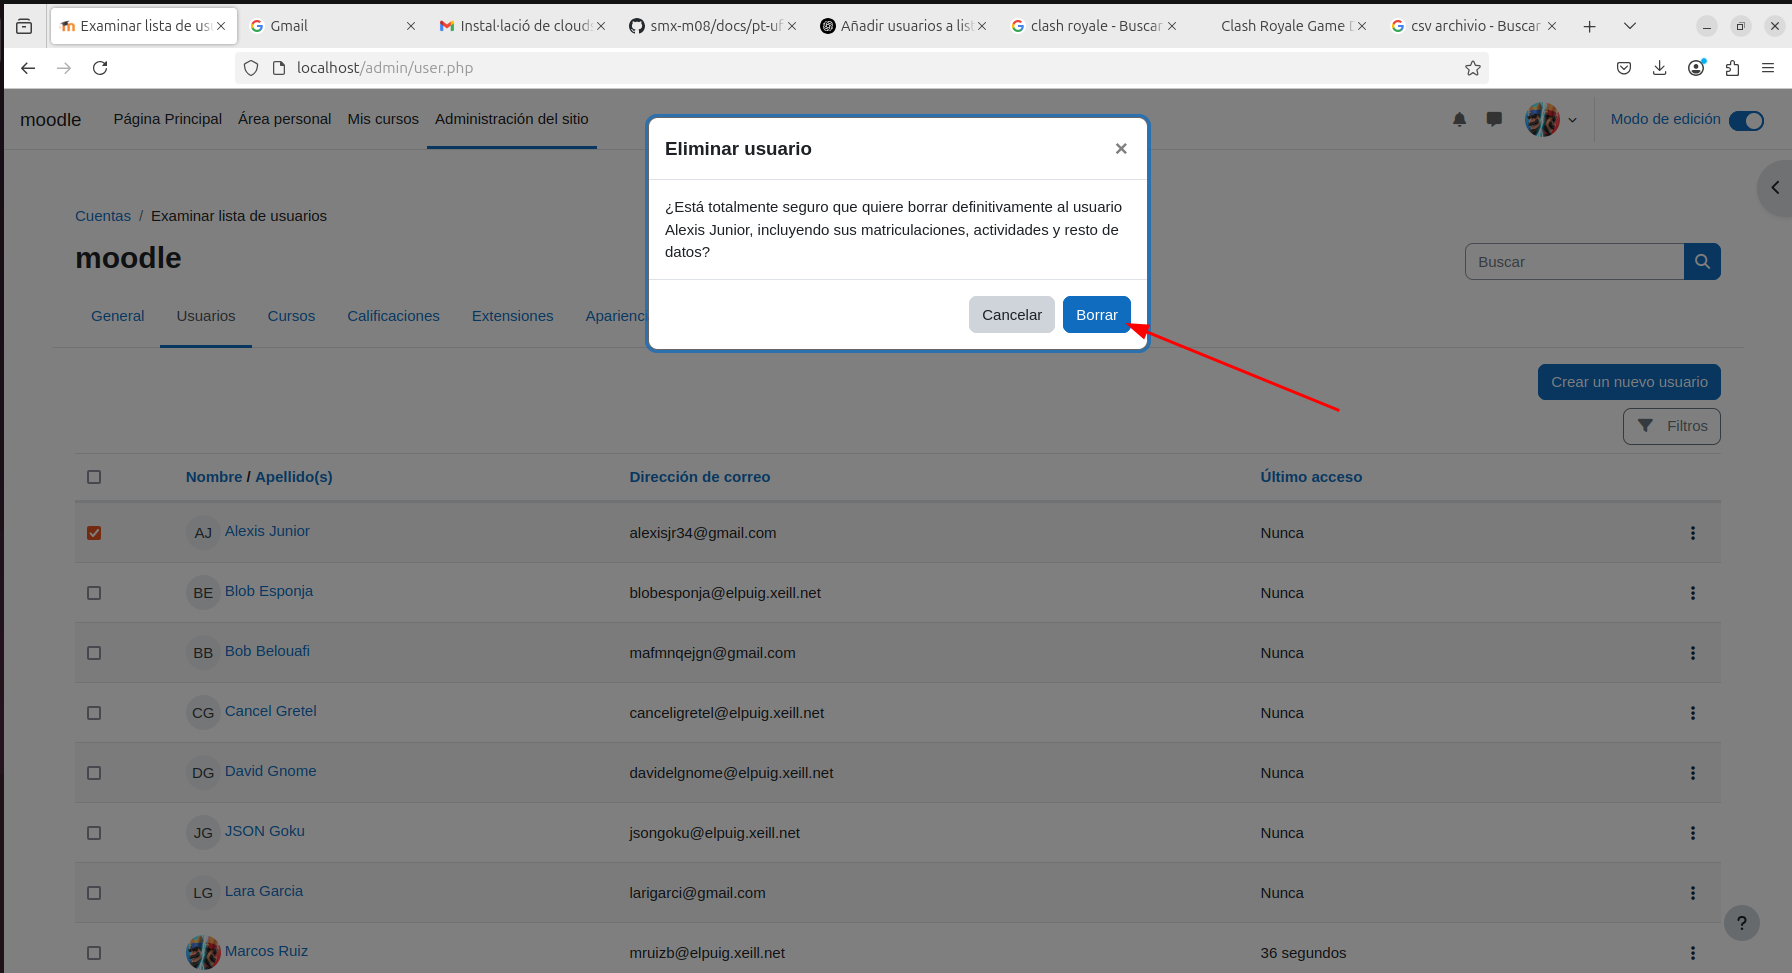 Examinar lista de us
Gmail
Instal·lació de clouds
smx-m08/docs/pt-uf
Añadir usuarios a list
clash royale - Buscar
Clash Royale Game D
csv archivio - Buscar
localhost/admin/user.php
moodle
Página Principal
Área personal
Mis cursos
Administración del sitio
Modo de edición
Eliminar usuario
¿Está totalmente seguro que quiere borrar definitivamente al usuario
Alexis Junior, incluyendo sus matriculaciones, actividades y resto de
datos?
Cancelar
Borrar
Cuentas / Examinar lista de usuarios
moodle
Buscar
General
Usuarios
Cursos
Calificaciones
Extensiones
Aparienc
Crear un nuevo usuario
Filtros
Nombre / Apellido(s)
Dirección de correo
Último acceso
AJ Alexis Junior
alexisjr34@gmail.com
Nunca
BE Blob Esponja
blobesponja@elpuig.xeill.net
Nunca
BB Bob Belouafi
mafmnqejgn@gmail.com
Nunca
CG Cancel Gretel
canceligretel@elpuig.xeill.net
Nunca
DG David Gnome
davidelgnome@elpuig.xeill.net
Nunca
JG JSON Goku
jsongoku@elpuig.xeill.net
Nunca
LG Lara Garcia
larigarci@gmail.com
Nunca
Marcos Ruiz
mruizb@elpuig.xeill.net
36 segundos
?